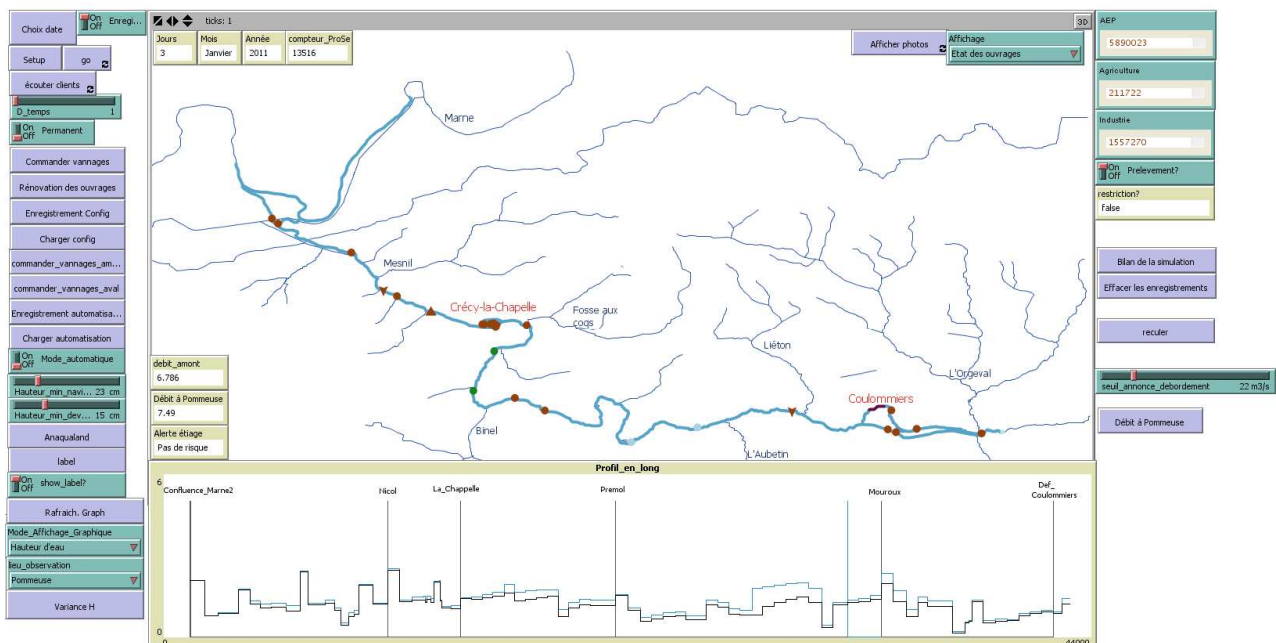 Choix date
On
Off
Enregi...
Setup
go
écouter clients
D_temps 1
On
Off
Permanent
Commander vannages
Rénovation des ouvrages
Enregistrement Config
Charger config
commander_vannages_am...
commander_vannages_aval
Enregistrement automatisa...
Charger automatisation
On
Off
Mode_automatique
Hauteur_min_navi... 23 cm
Hauteur_min_dev... 15 cm
Anaqualand
label
On
Off
show_label?
Rafraich. Graph
Mode_Affichage_Graphique
Hauteur d'eau
lieu_observation
Pommeuse
Variance H
ticks: 1
3D
Jours
3
Mois
Janvier
Année
2011
compteur_ProSe
13516
Afficher photos
Affichage
Etat des ouvrages
Marne
Mesnil
Crécy-la-Chapelle
Fosse aux
coqs
Liéton
L'Orgeval
Coulommiers
Binel
L'Aubetin
debit_amont
6.786
Débit à Pommeuse
7.49
Alerte étiage
Pas de risque
Profil_en_long
6
Confluence_Marne2
Nicol
La_Chappelle
Premol
Mouroux
Def_
Coulommiers
0
0
44000
AEP
5890023
Agriculture
211722
Industrie
1557270
On
Off
Prelevement?
restriction?
false
Bilan de la simulation
Effacer les enregistrements
reculer
seuil_annonce_debordement 22 m3/s
Débit à Pommeuse